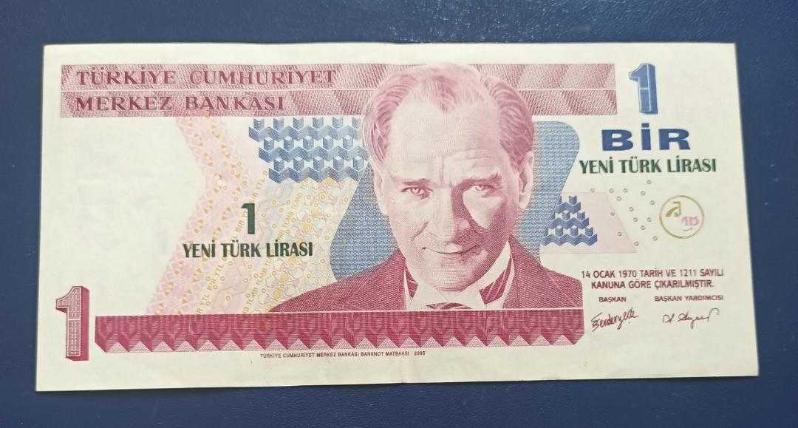 TÜRKİYE CUMHURİYET
MERKEZ BANKASI
1
BİR
YENİ TÜRK LİRASI
1
YENİ TÜRK LİRASI
14 OCAK 1970 TARİH VE 1211 SAYILI
KANUNA GÖRE ÇIKARILMIŞTIR.
BAŞKAN BAŞKAN YARDIMCISI
1
TÜRKİYE CUMHURİYET MERKEZ BANKASI BANKNOT MATBAASI 2005